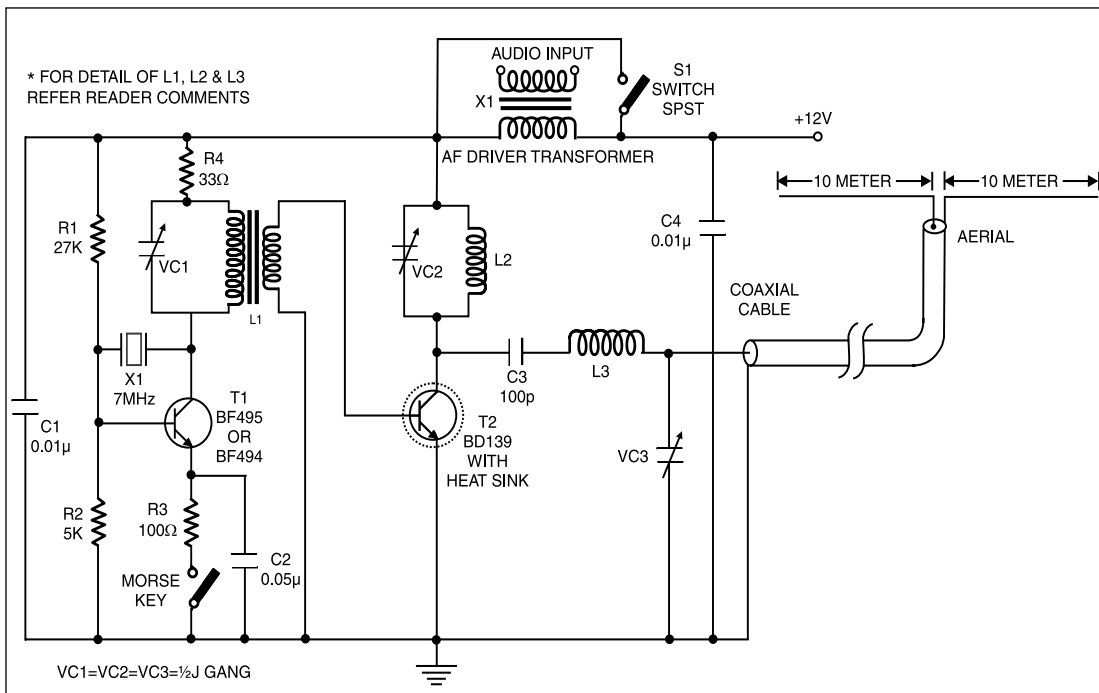 * FOR DETAIL OF L1, L2 & L3
REFER READER COMMENTS
AUDIO INPUT
X1
AF DRIVER TRANSFORMER
S1
SWITCH
SPST
+12V
R4
33Ω
R1
27K
VC1
L1
VC2
L2
C4
0.01µ
10 METER
10 METER
AERIAL
COAXIAL
CABLE
X1
7MHz
T1
BF495
OR
BF494
C3
100p
L3
T2
BD139
WITH
HEAT SINK
VC3
C1
0.01µ
R2
5K
R3
100Ω
C2
0.05µ
MORSE
KEY
VC1=VC2=VC3=½J GANG